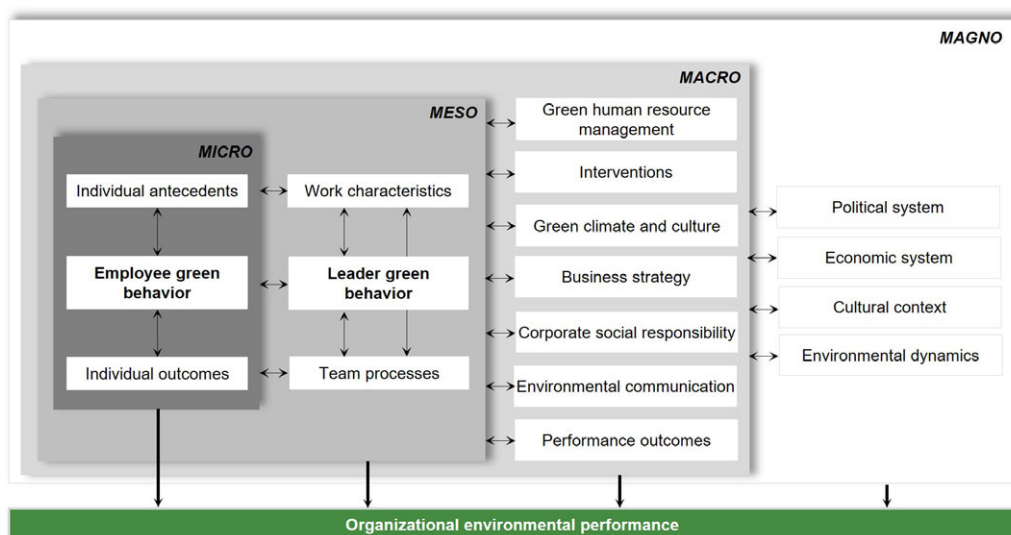 MAGNO
MACRO
MESO
MICRO
Individual antecedents
Employee green
behavior
Individual outcomes
Work characteristics
Leader green
behavior
Team processes
Green human resource
management
Interventions
Green climate and culture
Business strategy
Corporate social responsibility
Environmental communication
Performance outcomes
Political system
Economic system
Cultural context
Environmental dynamics
Organizational environmental performance